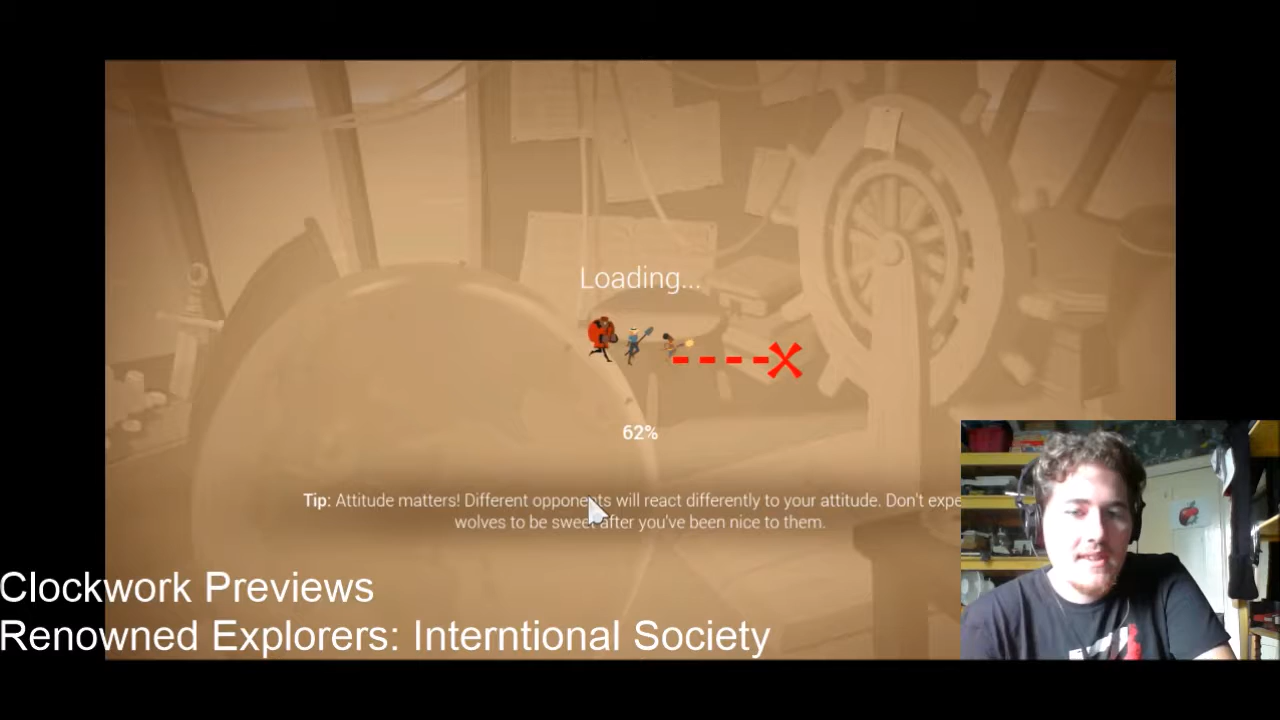 Loading...
62%
Tip: Attitude matters! Different opponents will react differently to your attitude. Don't expe
wolves to be sweet after you've been nice to them.
Clockwork Previews
Renowned Explorers: Interntional Society